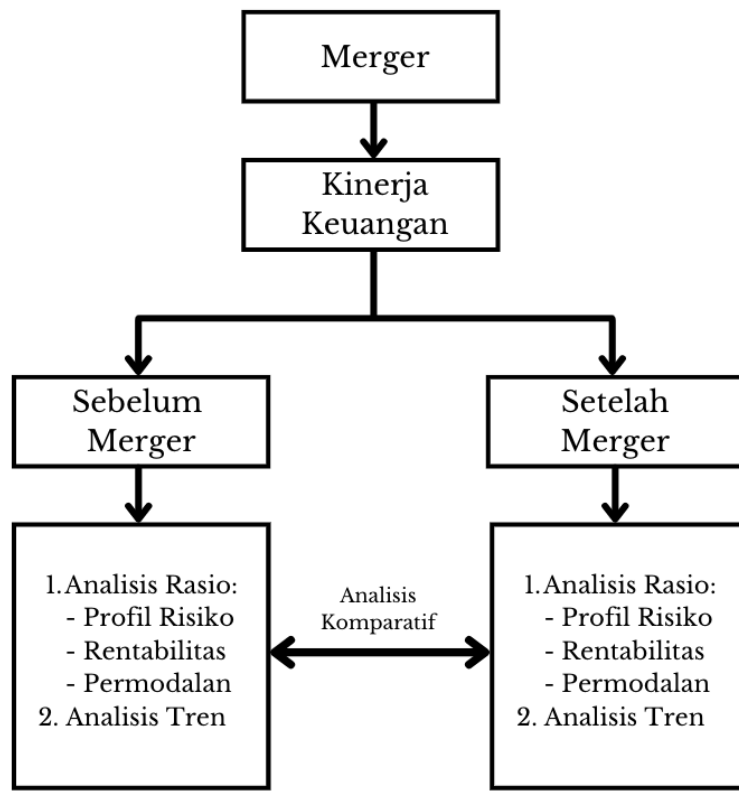 Merger
Kinerja
Keuangan
Sebelum
Merger
Setelah
Merger
1. Analisis Rasio:
- Profil Risiko
- Rentabilitas
- Permodalan
2. Analisis Tren
Analisis
Komparatif
1. Analisis Rasio:
- Profil Risiko
- Rentabilitas
- Permodalan
2. Analisis Tren